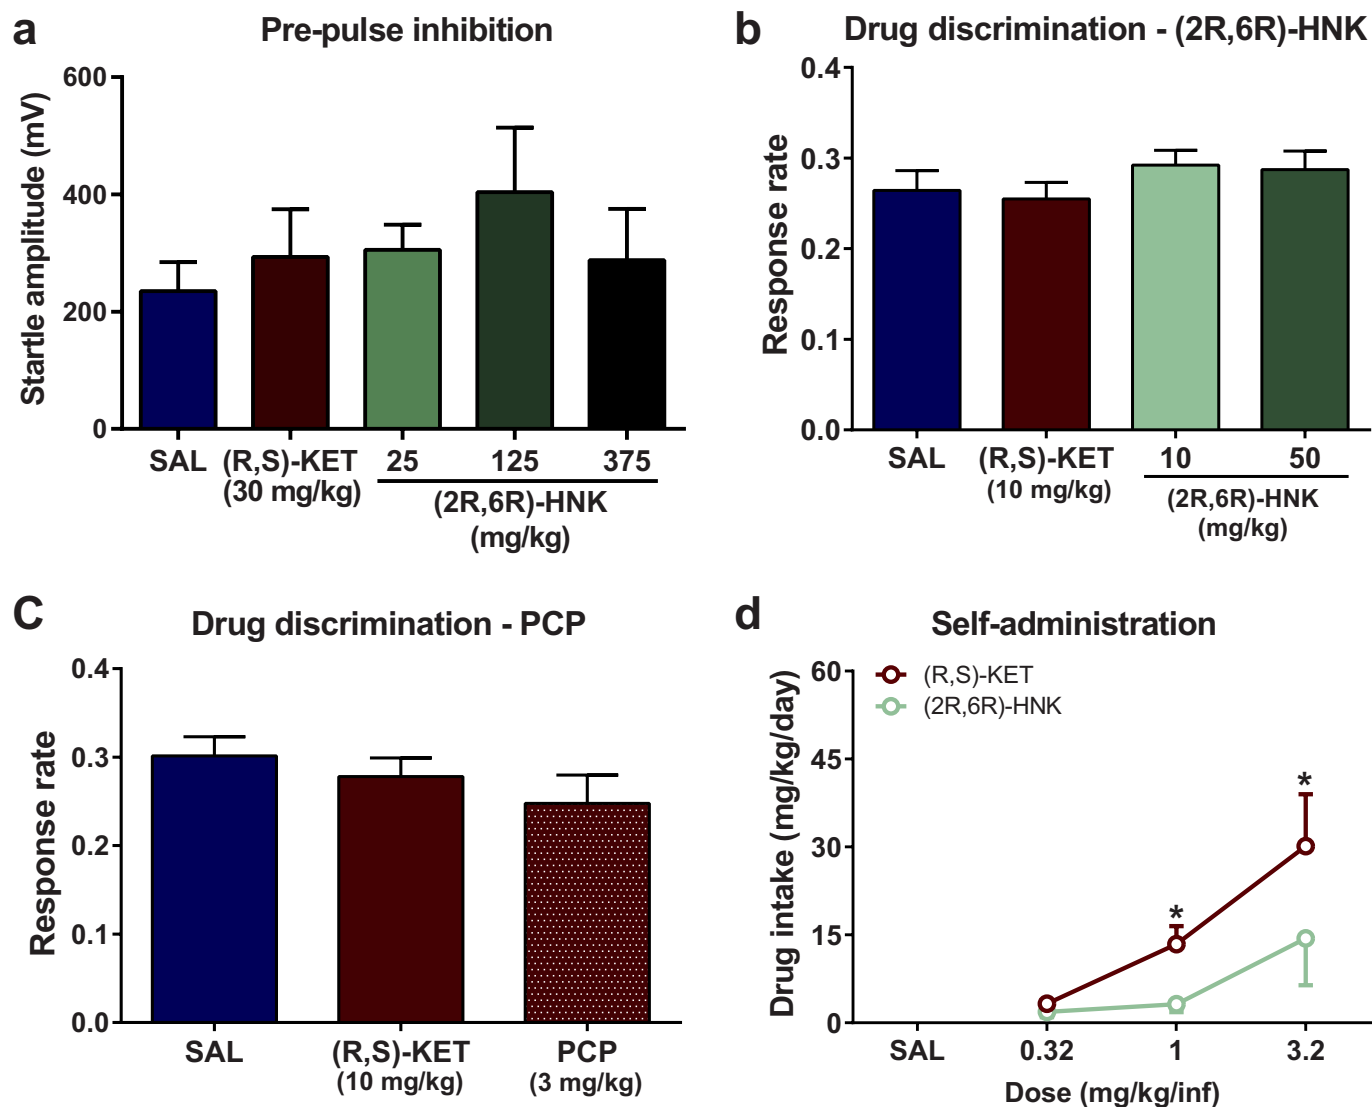 a
Pre-pulse inhibition
Startle amplitude (mV)
600
400
200
0
SAL
(R,S)-KET
(30 mg/kg)
25
125
375
(2R,6R)-HNK
(mg/kg)
b
Drug discrimination - (2R,6R)-HNK
Response rate
0.4
0.3
0.2
0.1
0.0
SAL
(R,S)-KET
(10 mg/kg)
10
50
(2R,6R)-HNK
(mg/kg)
C
Drug discrimination - PCP
Response rate
0.4
0.3
0.2
0.1
0.0
SAL
(R,S)-KET
(10 mg/kg)
PCP
(3 mg/kg)
d
Self-administration
Drug intake (mg/kg/day)
60
45
30
15
0
(R,S)-KET
(2R,6R)-HNK
*
*
SAL
0.32
1
3.2
Dose (mg/kg/inf)